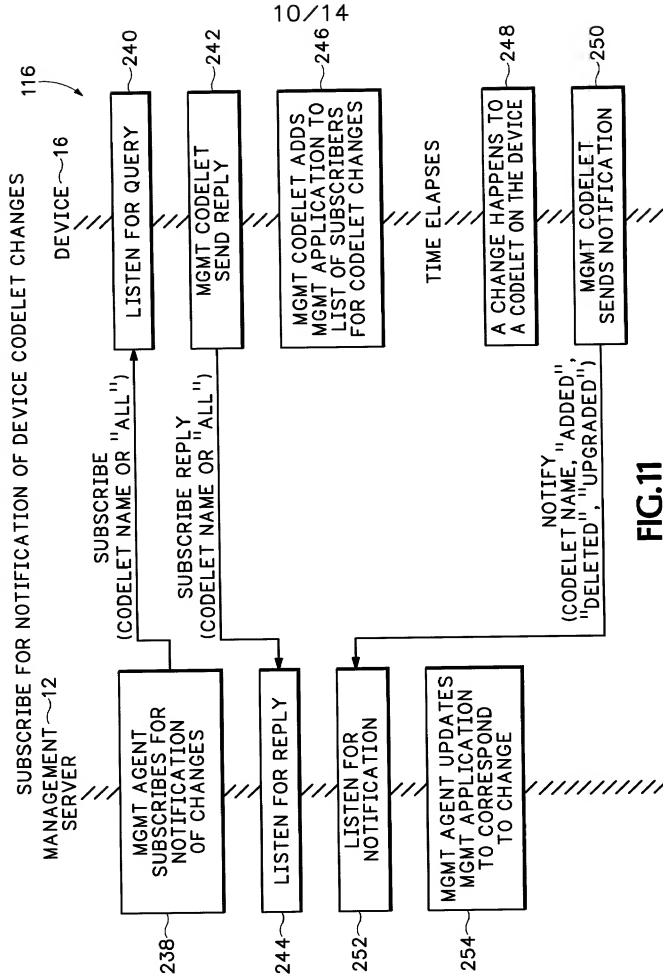 10/14
SUBSCRIBE FOR NOTIFICATION OF DEVICE CODELET CHANGES
116
MANAGEMENT
SERVER
12
DEVICE
16
MGMT AGENT
SUBSCRIBES FOR
NOTIFICATION
OF CHANGES
238
SUBSCRIBE
(CODELET NAME OR "ALL")
LISTEN FOR QUERY
240
SUBSCRIBE REPLY
(CODELET NAME OR "ALL")
MGMT CODELET
SEND REPLY
242
LISTEN FOR REPLY
244
MGMT CODELET ADDS
MGMT APPLICATION TO
LIST OF SUBSCRIBERS
FOR CODELET CHANGES
246
LISTEN FOR
NOTIFICATION
252
TIME ELAPSES
MGMT AGENT UPDATES
MGMT APPLICATION
TO CORRESPOND
TO CHANGE
254
A CHANGE HAPPENS TO
A CODELET ON THE DEVICE
248
NOTIFY
(CODELET NAME, "ADDED",
"DELETED", "UPGRADED")
MGMT CODELET
SENDS NOTIFICATION
250
FIG.11